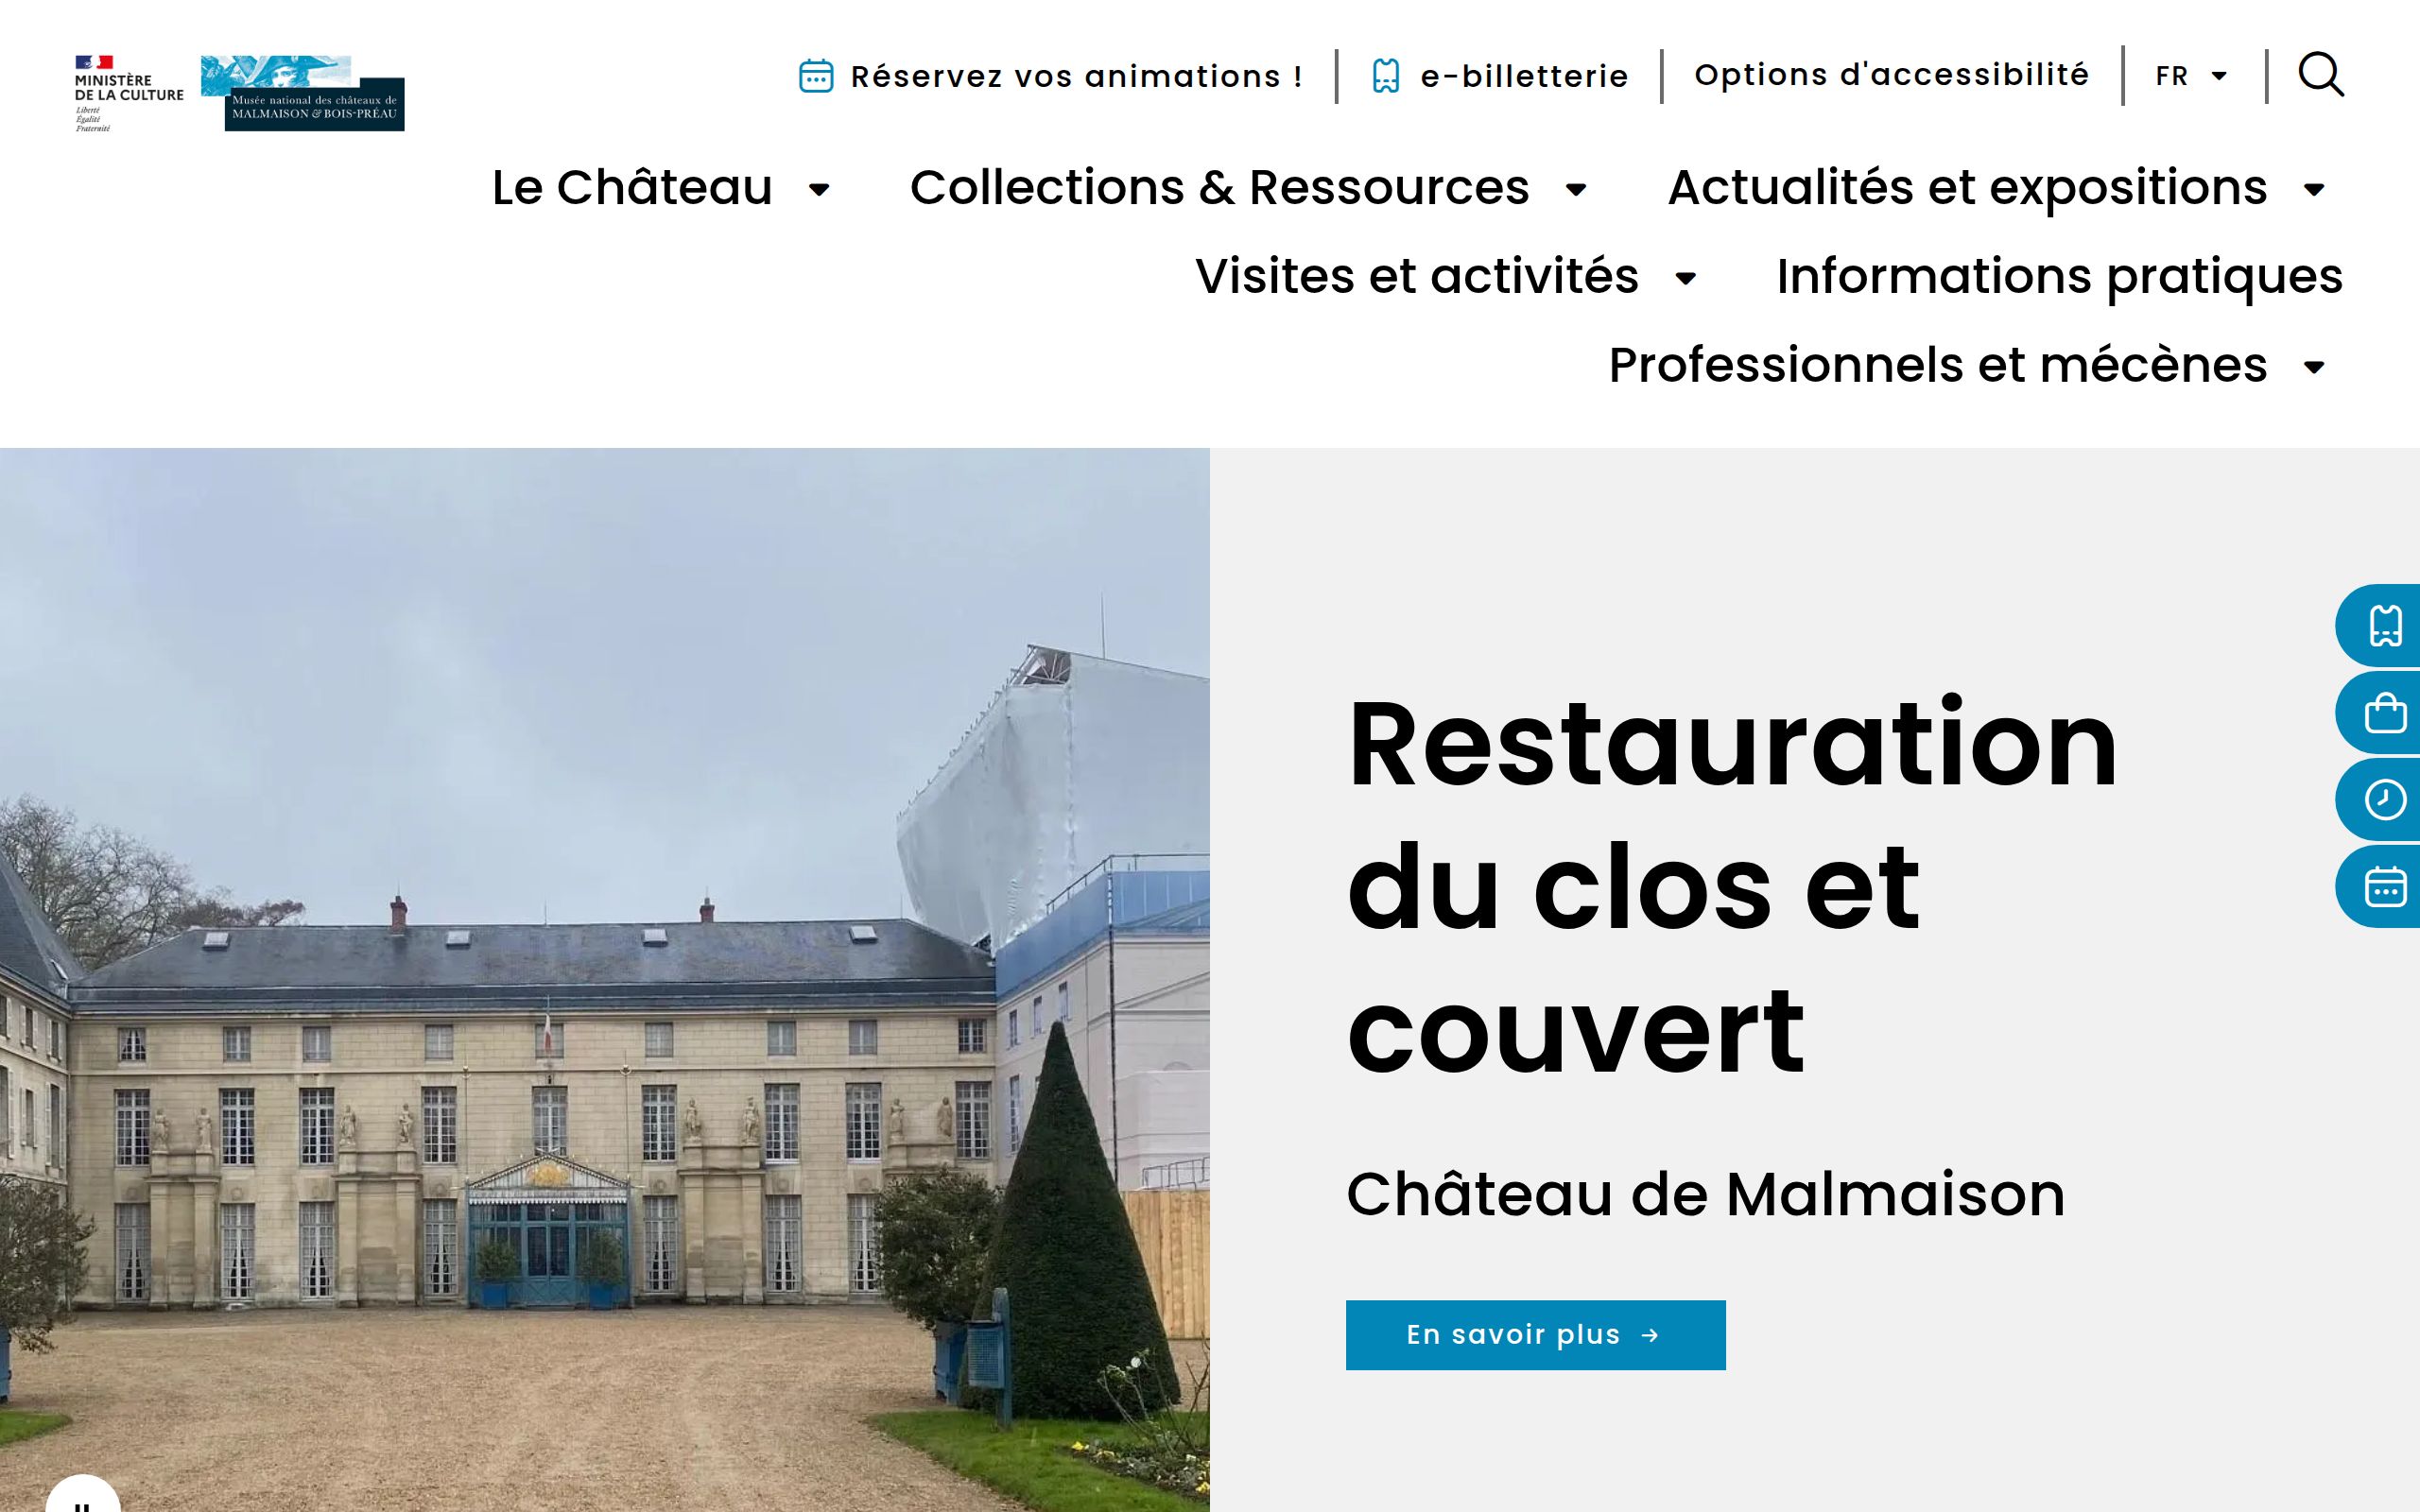 MINISTÈRE
DE LA CULTURE
Liberté
Égalité
Fraternité
Musée national des châteaux de
MALMAISON & BOIS-PRÉAU
Réservez vos animations !
e-billetterie
Options d'accessibilité
FR
Le Château
Collections & Ressources
Actualités et expositions
Visites et activités
Informations pratiques
Professionnels et mécènes
Restauration
du clos et
couvert
Château de Malmaison
En savoir plus →